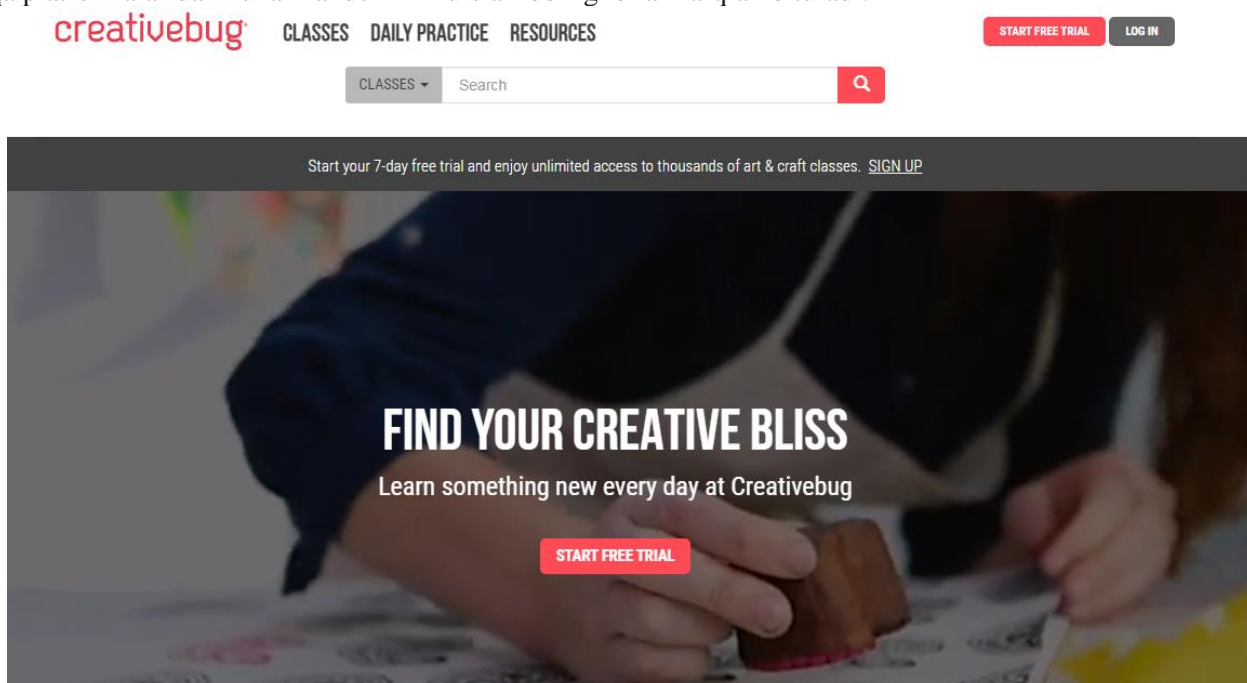 creativebug CLASSES DAILY PRACTICE RESOURCES START FREE TRIAL LOG IN
CLASSES Search
Start your 7-day free trial and enjoy unlimited access to thousands of art & craft classes. SIGN UP
FIND YOUR CREATIVE BLISS
Learn something new every day at Creativebug
START FREE TRIAL